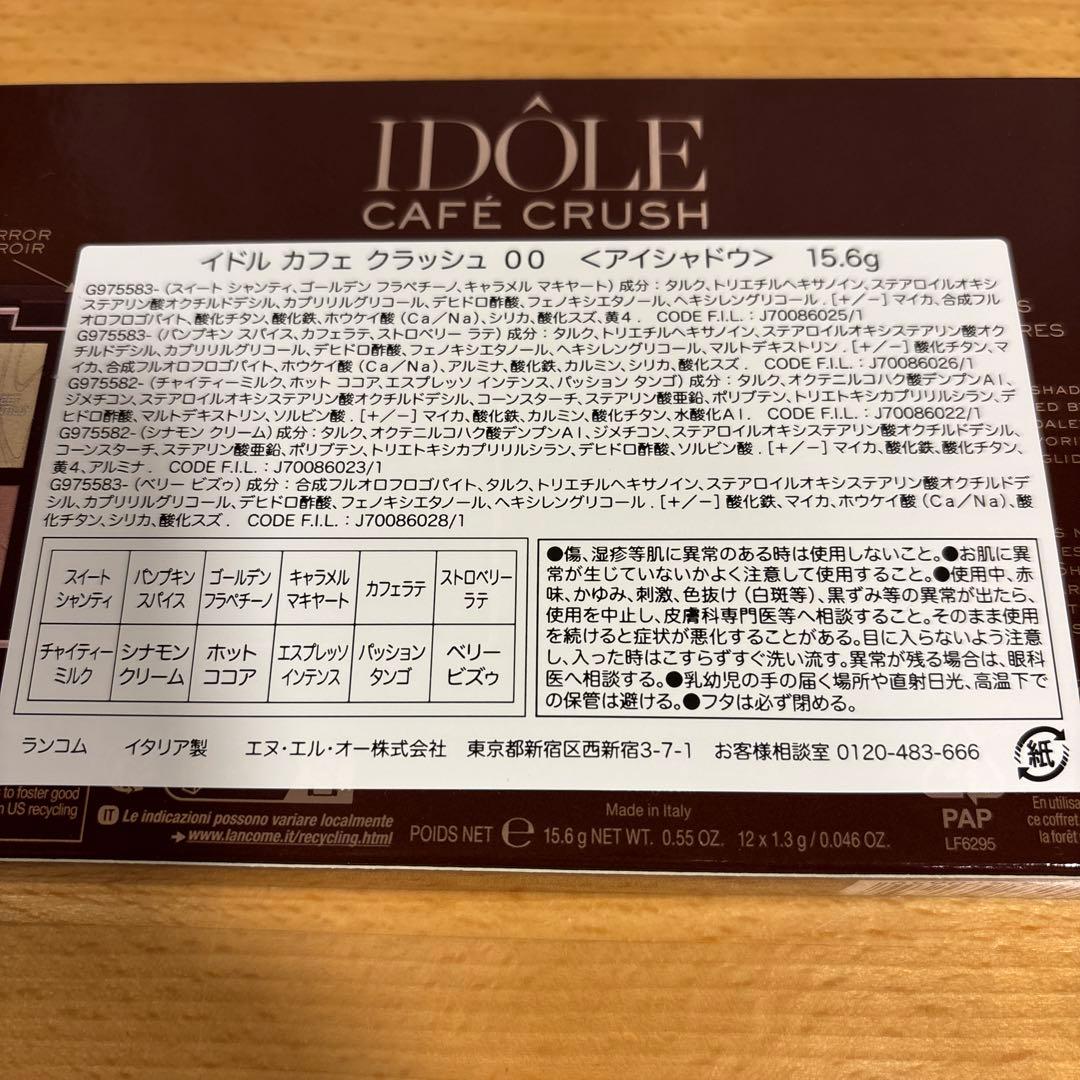 IDÔLE
CAFÉ CRUSH
RROR
ROIR
イドル カフェ クラッシュ 00 <アイシャドウ> 15.6g
G975583- (スイート シャンティ、ゴールデン フラペチーノ、キャラメル マキヤート) 成分 : タルク、トリエチルヘキサノイン、ステアロイルオキシ
ステアリン酸オクチルドデシル、カプリリルグリコール、デヒドロ酢酸、フェノキシエタノール、ヘキシレングリコール . [+/-] マイカ、合成フル
オロフロゴパイト、酸化チタン、酸化鉄、ホウケイ酸 (Ca/Na)、シリカ、酸化スズ、黄4 . CODE F.I.L. : J70086025/1
G975583- (パンプキン スパイス、カフェラテ、ストロベリー ラテ) 成分 : タルク、トリエチルヘキサノイン、ステアロイルオキシステアリン酸オク
チルドデシル、カプリリルグリコール、デヒドロ酢酸、フェノキシエタノール、ヘキシレングリコール、マルトデキストリン . [+/-] 酸化チタン、マ
イカ、合成フルオロフロゴパイト、ホウケイ酸 (Ca/Na)、アルミナ、酸化鉄、カルミン、シリカ、酸化スズ . CODE F.I.L. : J70086026/1
G975582- (チャイティーミルク、ホット ココア、エスプレッソ インテンス、パッション タンゴ) 成分 : タルク、オクテニルコハク酸デンプンAl、
ジメチコン、ステアロイルオキシステアリン酸オクチルドデシル、コーンスターチ、ステアリン酸亜鉛、ポリブテン、トリエトキシカプリリルシラン、デ
ヒドロ酢酸、マルトデキストリン、ソルビン酸 . [+/-] マイカ、酸化鉄、カルミン、酸化チタン、水酸化Al . CODE F.I.L. : J70086022/1
G975582- (シナモン クリーム) 成分 : タルク、オクテニルコハク酸デンプンAl、ジメチコン、ステアロイルオキシステアリン酸オクチルドデシル、
コーンスターチ、ステアリン酸亜鉛、ポリブテン、トリエトキシカプリリルシラン、デヒドロ酢酸、ソルビン酸 . [+/-] マイカ、酸化鉄、酸化チタン、
黄4、アルミナ . CODE F.I.L. : J70086023/1
G975583- (ベリー ビズゥ) 成分 : 合成フルオロフロゴパイト、タルク、トリエチルヘキサノイン、ステアロイルオキシステアリン酸オクチルドデ
シル、カプリリルグリコール、デヒドロ酢酸、フェノキシエタノール、ヘキシレングリコール . [+/-] 酸化鉄、マイカ、ホウケイ酸 (Ca/Na)、酸
化チタン、シリカ、酸化スズ . CODE F.I.L. : J70086028/1
スイート シャンティ
パンプキン スパイス
ゴールデン フラペチーノ
キャラメル マキヤート
カフェラテ
ストロベリー ラテ
チャイティー ミルク
シナモン クリーム
ホット ココア
エスプレッソ インテンス
パッション タンゴ
ベリー ビズゥ
●傷、湿疹等肌に異常のある時は使用しないこと。●お肌に異
常が生じていないかよく注意して使用すること。●使用中、赤
味、かゆみ、刺激、色抜け (白斑等)、黒ずみ等の異常が出たら、
使用を中止し、皮膚科専門医等へ相談すること。そのまま使用
を続けると症状が悪化することがある。目に入らないよう注意
し、入った時はこすらずすぐ洗い流す。異常が残る場合は、眼科
医へ相談する。●乳幼児の手の届く場所や直射日光、高温下で
の保管は避ける。●フタは必ず閉める。
ランコム イタリア製 エヌ・エル・オー株式会社 東京都新宿区西新宿3-7-1 お客様相談室 0120-483-666
紙
to foster good
US recycling
IT Le indicazioni possono variare localmente
www.lancome.it/recycling.html
POIDS NET e 15.6 g NET WT. 0.55 OZ. 12 x 1.3 g / 0.046 OZ.
Made in Italy
PAP
LF6295
En utilisa
ce coffret
la forêt